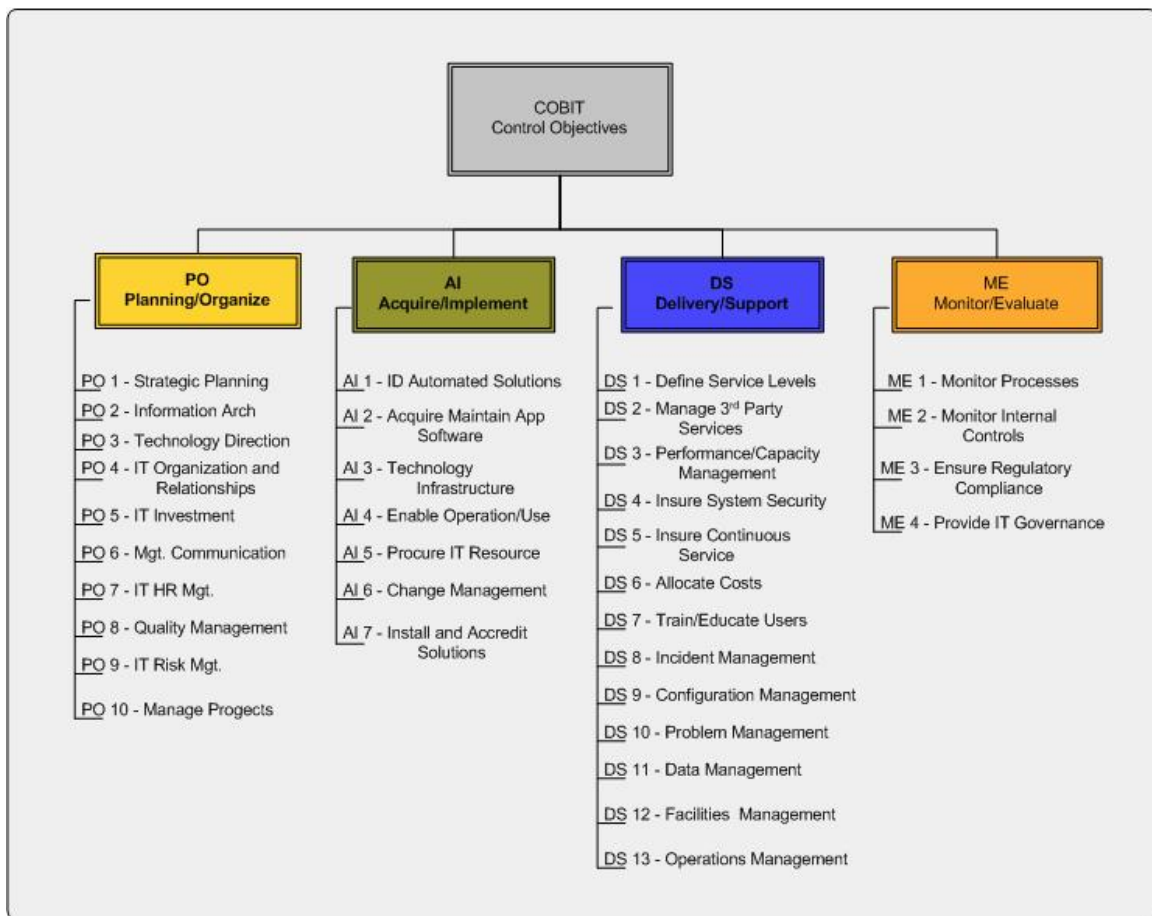 COBIT
Control Objectives
PO
Planning/Organize
PO 1 - Strategic Planning
PO 2 - Information Arch
PO 3 - Technology Direction
PO 4 - IT Organization and
Relationships
PO 5 - IT Investment
PO 6 - Mgt. Communication
PO 7 - IT HR Mgt.
PO 8 - Quality Management
PO 9 - IT Risk Mgt.
PO 10 - Manage Progects
AI
Acquire/Implement
AI 1 - ID Automated Solutions
AI 2 - Acquire Maintain App
Software
AI 3 - Technology
Infrastructure
AI 4 - Enable Operation/Use
AI 5 - Procure IT Resource
AI 6 - Change Management
AI 7 - Install and Accredit
Solutions
DS
Delivery/Support
DS 1 - Define Service Levels
DS 2 - Manage 3rd Party
Services
DS 3 - Performance/Capacity
Management
DS 4 - Insure System Security
DS 5 - Insure Continuous
Service
DS 6 - Allocate Costs
DS 7 - Train/Educate Users
DS 8 - Incident Management
DS 9 - Configuration Management
DS 10 - Problem Management
DS 11 - Data Management
DS 12 - Facilities  Management
DS 13 - Operations Management
ME
Monitor/Evaluate
ME 1 - Monitor Processes
ME 2 - Monitor Internal
Controls
ME 3 - Ensure Regulatory
Compliance
ME 4 - Provide IT Governance